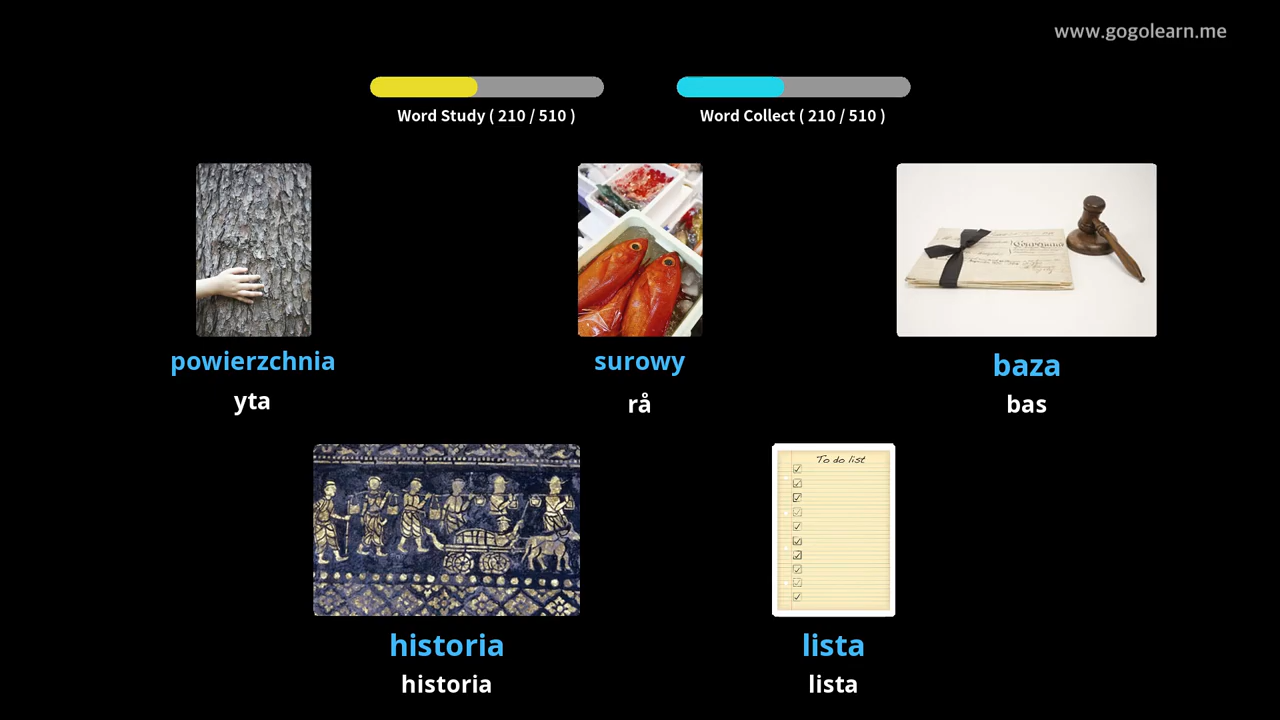 www.gogolearn.me
Word Study ( 210 / 510 )
Word Collect ( 210 / 510 )
powierzchnia
yta
surowy
rå
baza
bas
historia
historia
To do list
lista
lista